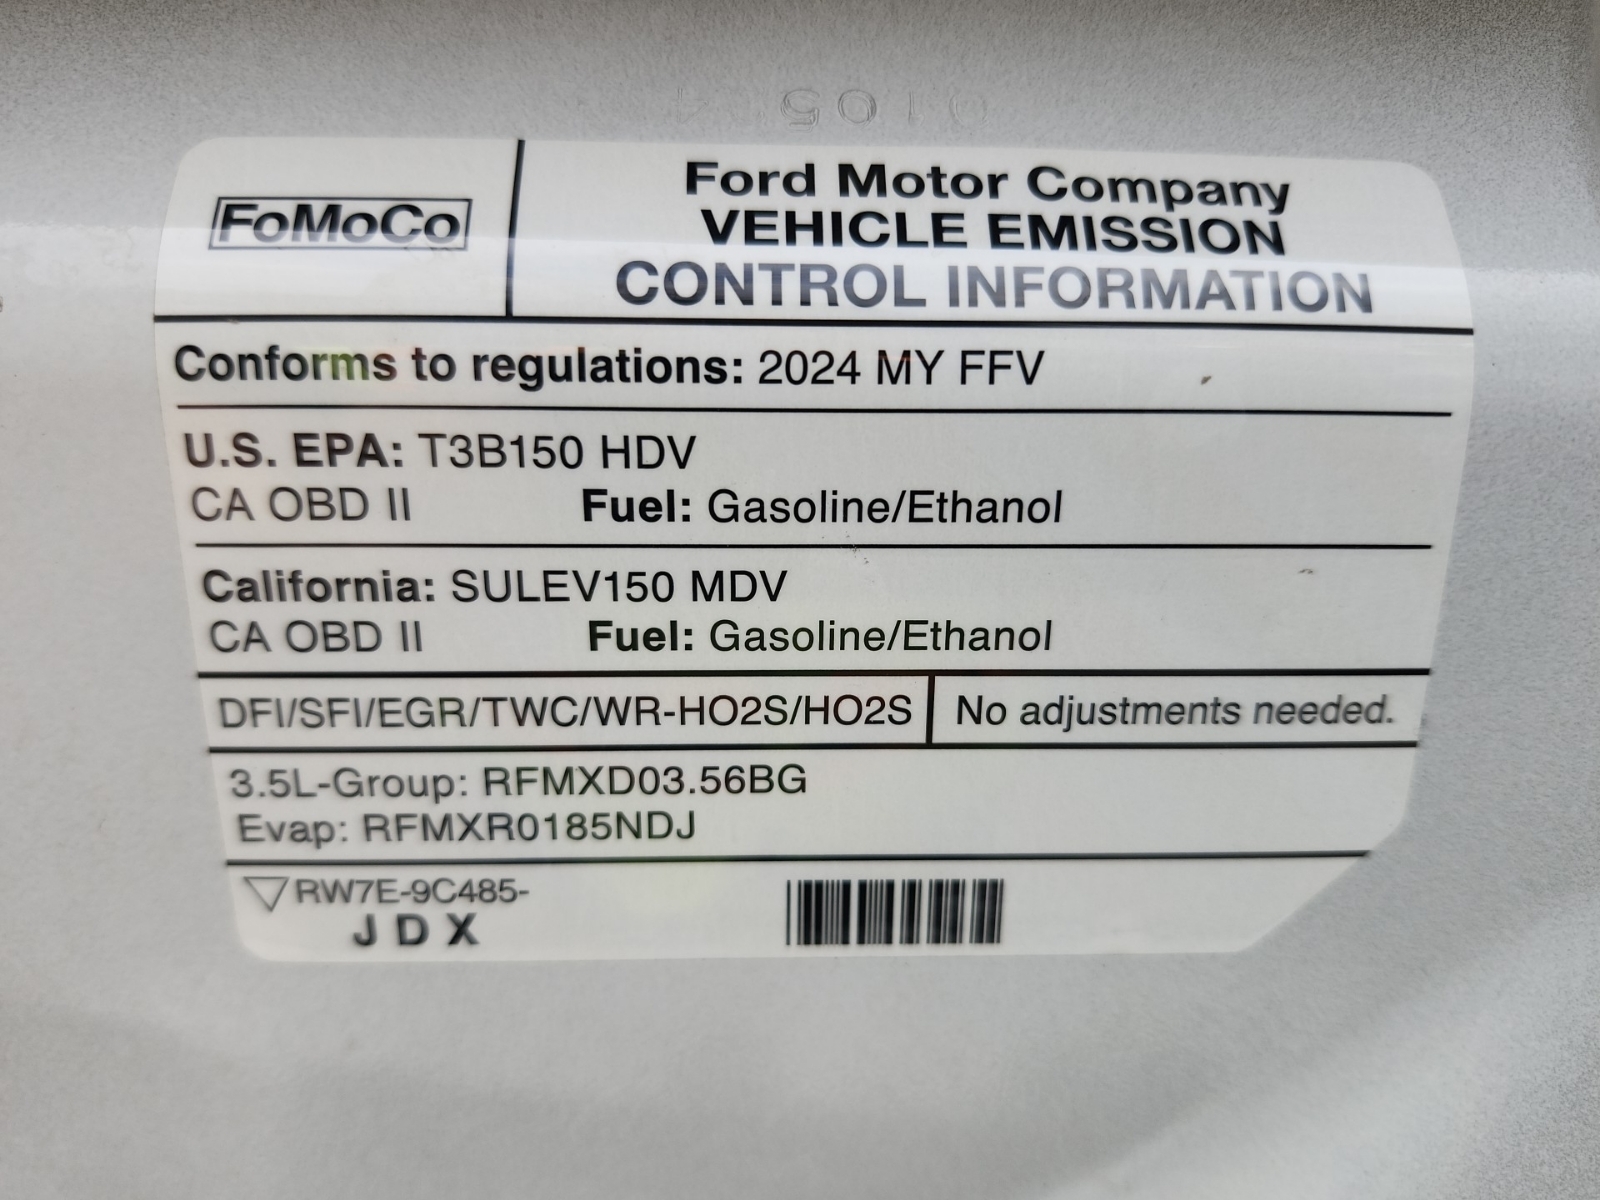 FoMoCo
Ford Motor Company
VEHICLE EMISSION
CONTROL INFORMATION
Conforms to regulations: 2024 MY FFV
U.S. EPA: T3B150 HDV
CA OBD II Fuel: Gasoline/Ethanol
California: SULEV150 MDV
CA OBD II Fuel: Gasoline/Ethanol
DFI/SFI/EGR/TWC/WR-HO2S/HO2S No adjustments needed.
3.5L-Group: RFMXD03.56BG
Evap: RFMXR0185NDJ
RW7E-9C485-
J D X